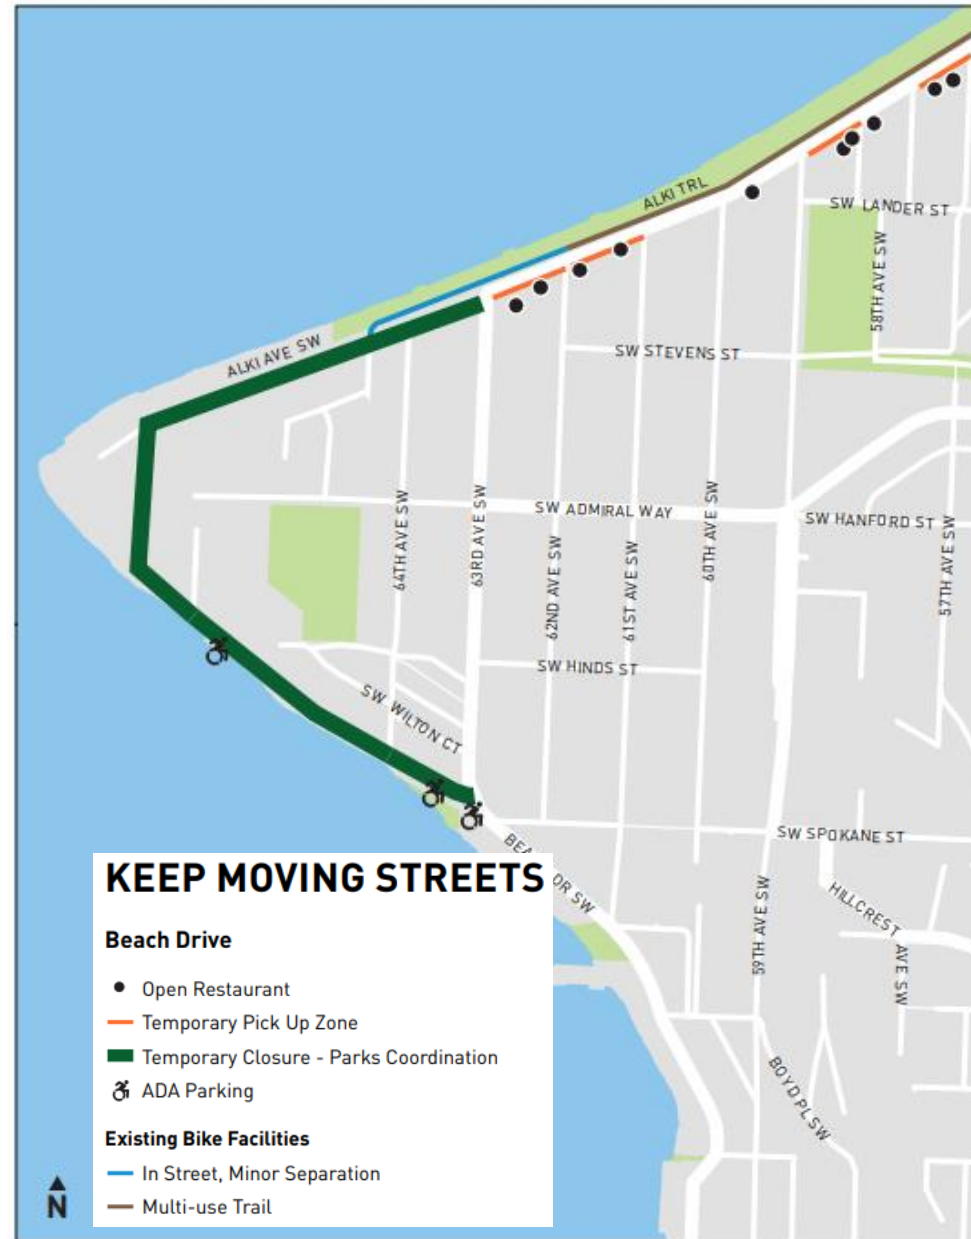 ALKI TRL
SW LANDER ST
58TH AVE SW
ALKI AVE SW
SW STEVENS ST
64TH AVE SW
63RD AVE SW
SW ADMIRAL WAY
62ND AVE SW
61ST AVE SW
60TH AVE SW
SW HANFORD ST
57TH AVE SW
SW HINDS ST
SW WILTON CT
SW SPOKANE ST
DR SW
HILLCREST AVE SW
59TH AVE SW
BOYD PL SW
KEEP MOVING STREETS
Beach Drive
Open Restaurant
Temporary Pick Up Zone
Temporary Closure - Parks Coordination
ADA Parking
Existing Bike Facilities
In Street, Minor Separation
Multi-use Trail
N